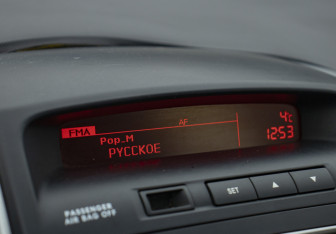 AF
4°C
FMA
12:53
Pop.M
РУССКОЕ
PASSENGER
AIR BAG OFF
SET